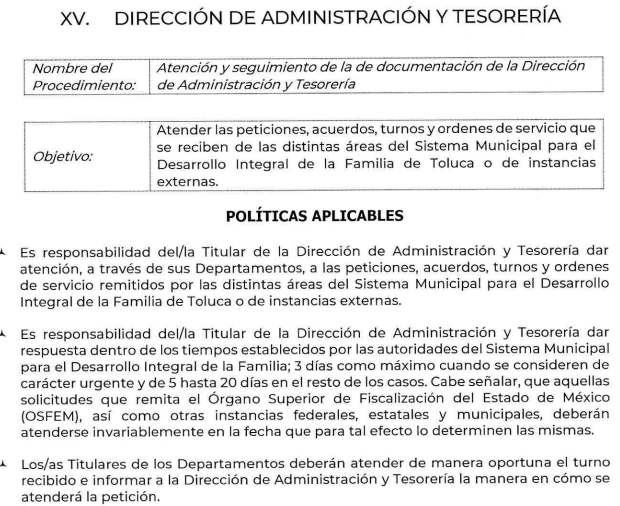 XV. DIRECCIÓN DE ADMINISTRACIÓN Y TESORERÍA
Nombre del Procedimiento: Atención y seguimiento de la de documentación de la Dirección
de Administración y Tesorería
Objetivo: Atender las peticiones, acuerdos, turnos y ordenes de servicio que
se reciben de las distintas áreas del Sistema Municipal para el
Desarrollo Integral de la Familia de Toluca o de instancias
externas.
POLÍTICAS APLICABLES
Es responsabilidad del/la Titular de la Dirección de Administración y Tesorería dar
atención, a través de sus Departamentos, a las peticiones, acuerdos, turnos y ordenes
de servicio remitidos por las distintas áreas del Sistema Municipal para el Desarrollo
Integral de la Familia de Toluca o de instancias externas.
Es responsabilidad del/la Titular de la Dirección de Administración y Tesorería dar
respuesta dentro de los tiempos establecidos por las autoridades del Sistema Municipal
para el Desarrollo Integral de la Familia; 3 días como máximo cuando se consideren de
carácter urgente y de 5 hasta 20 días en el resto de los casos. Cabe señalar, que aquellas
solicitudes que remita el Órgano Superior de Fiscalización del Estado de México
(OSFEM), así como otras instancias federales, estatales y municipales, deberán
atenderse invariablemente en la fecha que para tal efecto lo determinen las mismas.
Los/as Titulares de los Departamentos deberán atender de manera oportuna el turno
recibido e informar a la Dirección de Administración y Tesorería la manera en cómo se
atenderá la petición.